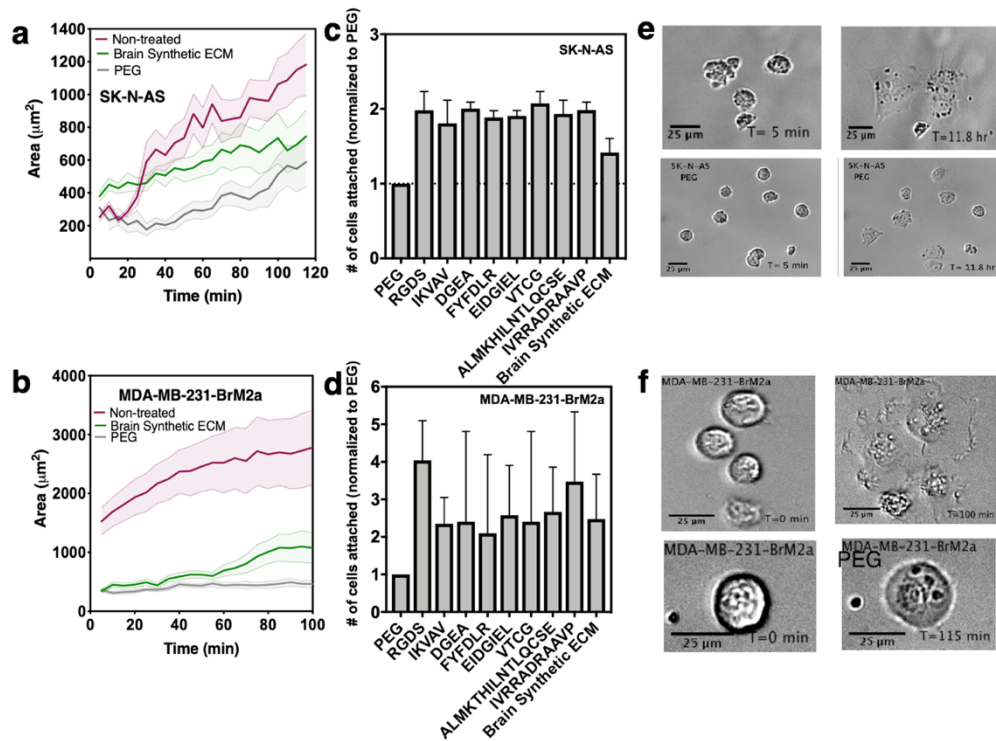 a
1400
1200
1000
800
600
400
200
Area (μm²)
Non-treated
Brain Synthetic ECM
PEG
SK-N-AS
0 20 40 60 80 100 120
Time (min)
c
3
2
1
0
# of cells attached (normalized to PEG)
SK-N-AS
PEG
RGDS
IKVAV
DGEA
FYFDLR
EIDGIEL
VTCG
ALMKHILNTLQCSE
IVRRADRAAVP
Brain Synthetic ECM
e
25 μm
T= 5 min
25 μm
T=11.8 hr
SK-N-AS
PEG
25 μm
T= 5 min
SK-N-AS
PEG
25 μm
T= 11.8 hr
b
4000
3000
2000
1000
0
Area (μm²)
MDA-MB-231-BrM2a
Non-treated
Brain Synthetic ECM
PEG
0 20 40 60 80 100
Time (min)
d
6
5
4
3
2
1
0
# of cells attached (normalized to PEG)
MDA-MB-231-BrM2a
PEG
RGDS
IKVAV
DGEA
FYFDLR
EIDGIEL
VTCG
ALMKTHILNTLQCSE
IVRRADRAAVP
Brain Synthetic ECM
f
MDA-MB-231-BrM2a
25 μm
T=0 min
MDA-MB-231-BrM2a
25 μm
T=100 min
MDA-MB-231-BrM2a
25 μm
T=0 min
MDA-MB-231-BrM2a
PEG
25 μm
T=115 min